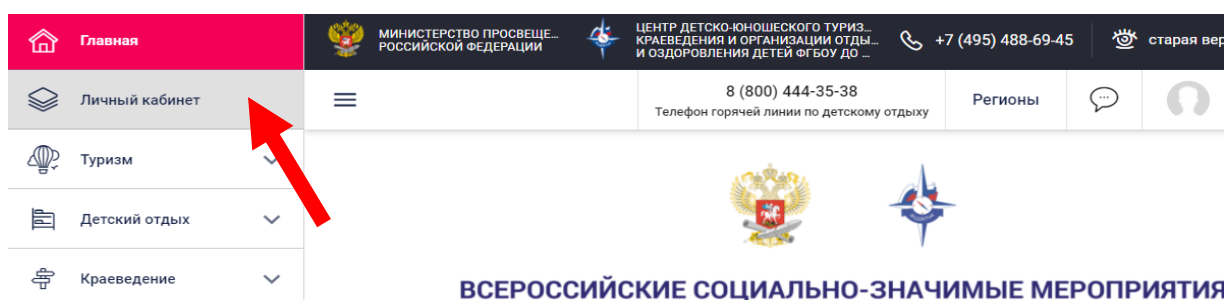 Главная
Личный кабинет
Туризм
Детский отдых
Краеведение
МИНИСТЕРСТВО ПРОСВЕЩЕ...
РОССИЙСКОЙ ФЕДЕРАЦИИ
ЦЕНТР ДЕТСКО-ЮНОШЕСКОГО ТУРИЗ...
КРАЕВЕДЕНИЯ И ОРГАНИЗАЦИИ ОТДЫ...
И ОЗДОРОВЛЕНИЯ ДЕТЕЙ ФГБОУ ДО ...
+7 (495) 488-69-45
старая вер
8 (800) 444-35-38
Телефон горячей линии по детскому отдыху
Регионы
ВСЕРОССИЙСКИЕ СОЦИАЛЬНО-ЗНАЧИМЫЕ МЕРОПРИЯТИЯ